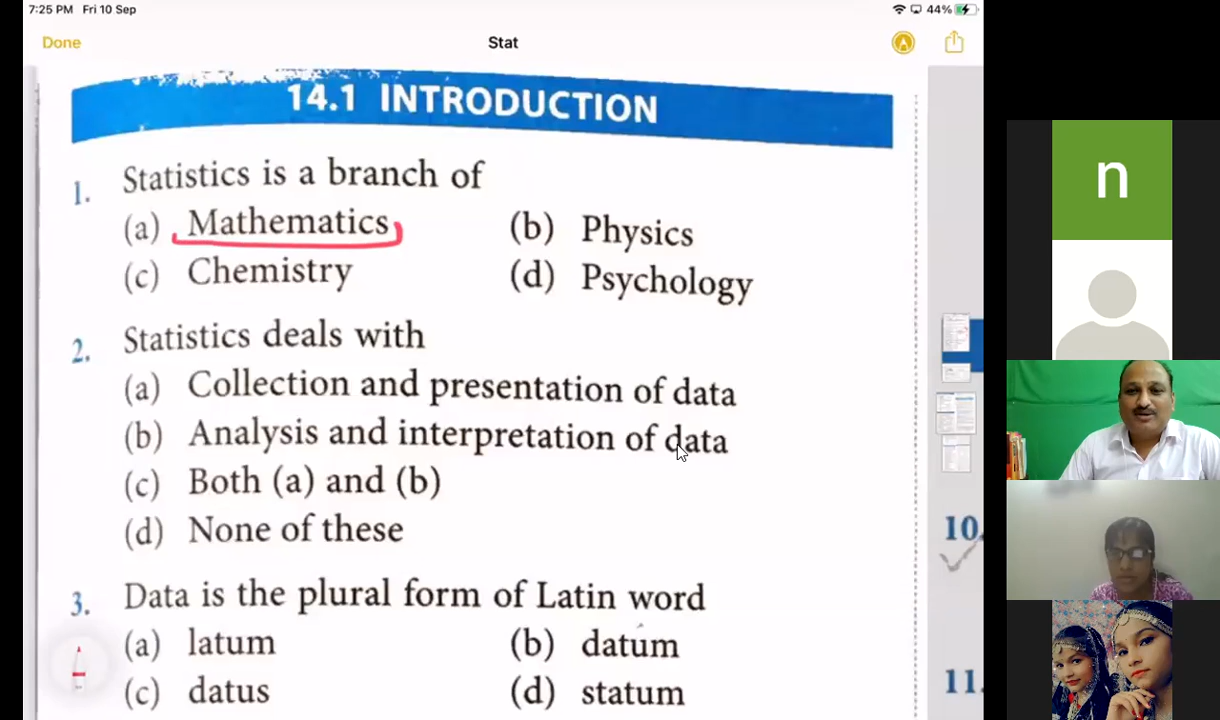 7:25 PM Fri 10 Sep
44%
Done
Stat
14.1 INTRODUCTION
1. Statistics is a branch of
(a) Mathematics (b) Physics
(c) Chemistry (d) Psychology
2. Statistics deals with
(a) Collection and presentation of data
(b) Analysis and interpretation of data
(c) Both (a) and (b)
(d) None of these
3. Data is the plural form of Latin word
(a) latum (b) datum
(c) datus (d) statum
10.
11.
n